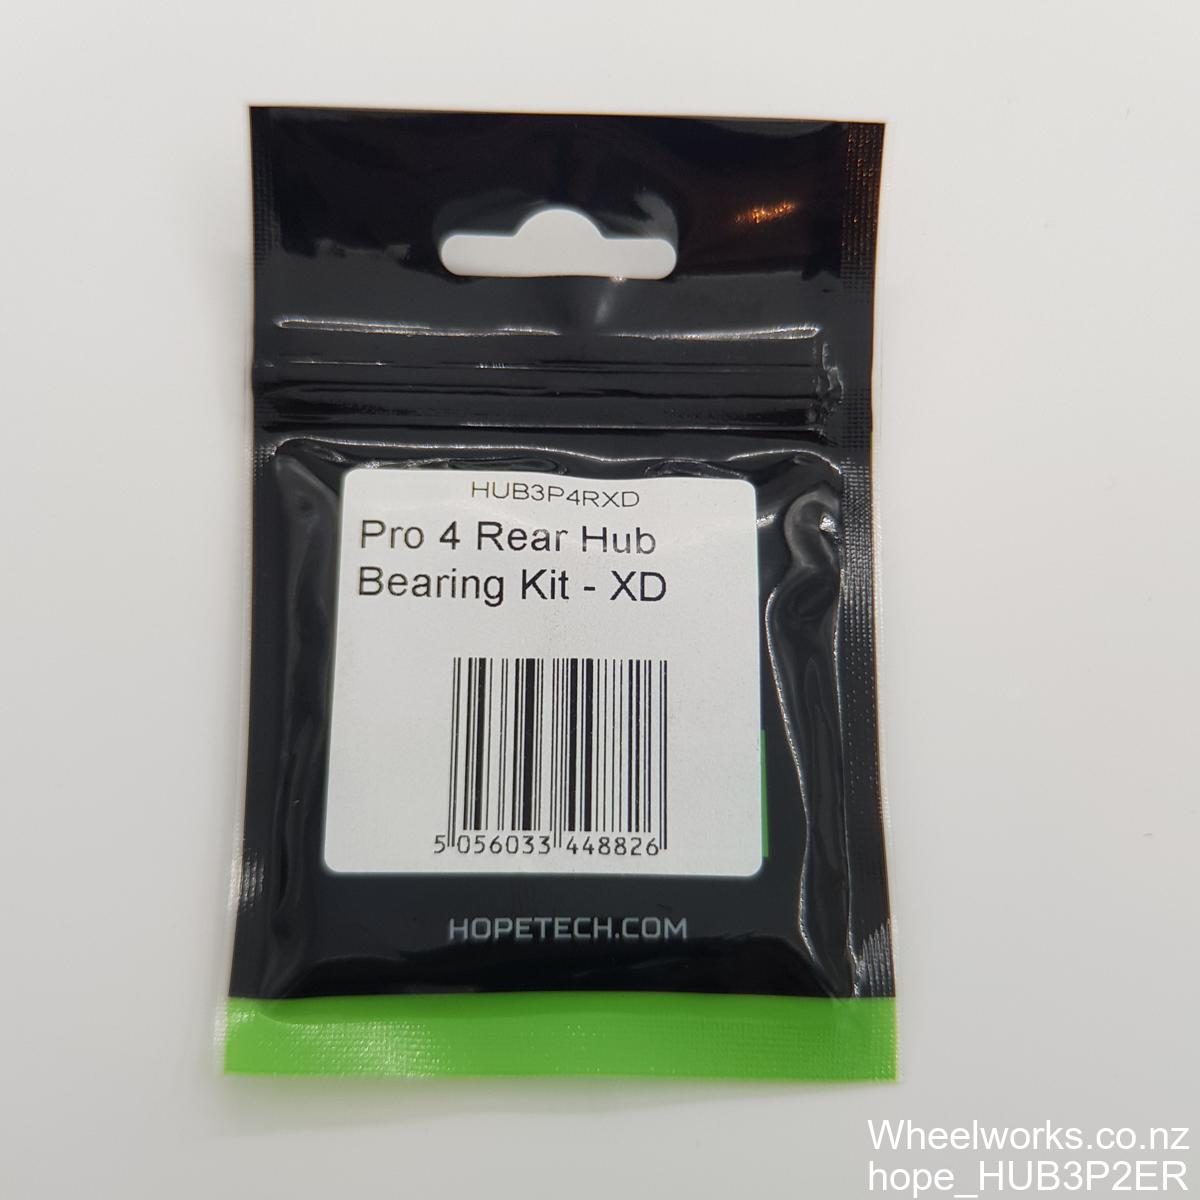 HUB3P4RXD
Pro 4 Rear Hub
Bearing Kit - XD
5 056033 448826
HOPETECH.COM
Wheelworks.co.nz
hope_HUB3P2ER